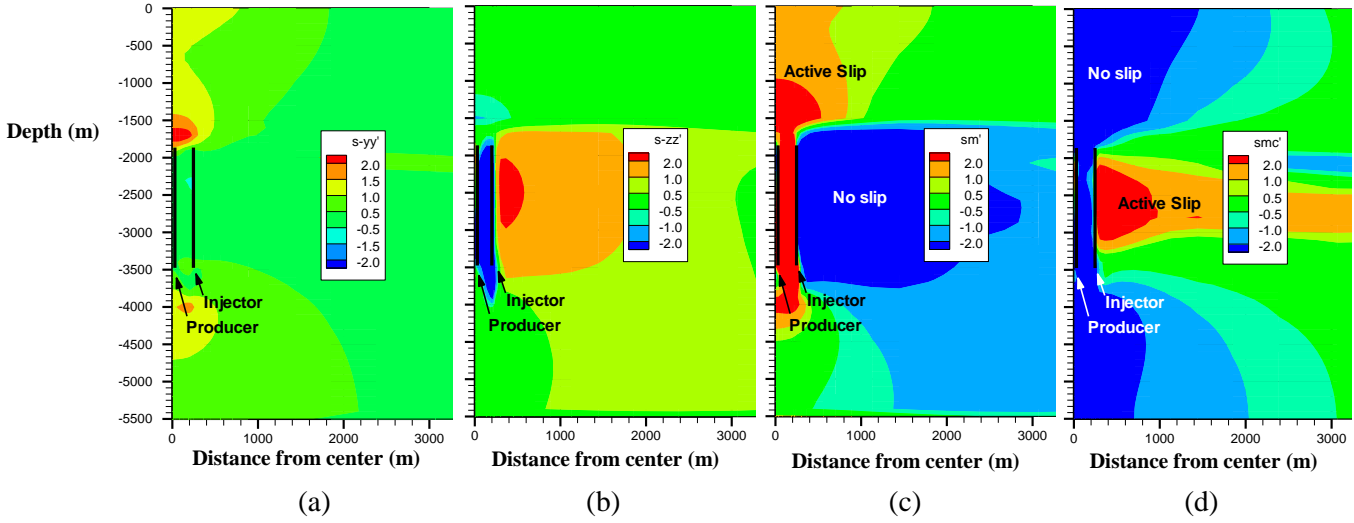 Depth (m)
0
-500
-1000
-1500
-2000
-2500
-3000
-3500
-4000
-4500
-5000
-5500
s-yy'
2.0
1.5
1.0
0.5
-0.5
-1.5
-2.0
Injector
Producer
0 1000 2000 3000
Distance from center (m)
(a)
s-zz'
2.0
1.0
0.5
-0.5
-1.0
-2.0
Injector
Producer
0 1000 2000 3000
Distance from center (m)
(b)
Active Slip
sm'
2.0
1.0
0.5
-0.5
-1.0
-2.0
No slip
Injector
Producer
0 1000 2000 3000
Distance from center (m)
(c)
No slip
smc'
2.0
1.0
0.5
-0.5
-1.0
-2.0
Active Slip
Injector
Producer
0 1000 2000 3000
Distance from center (m)
(d)